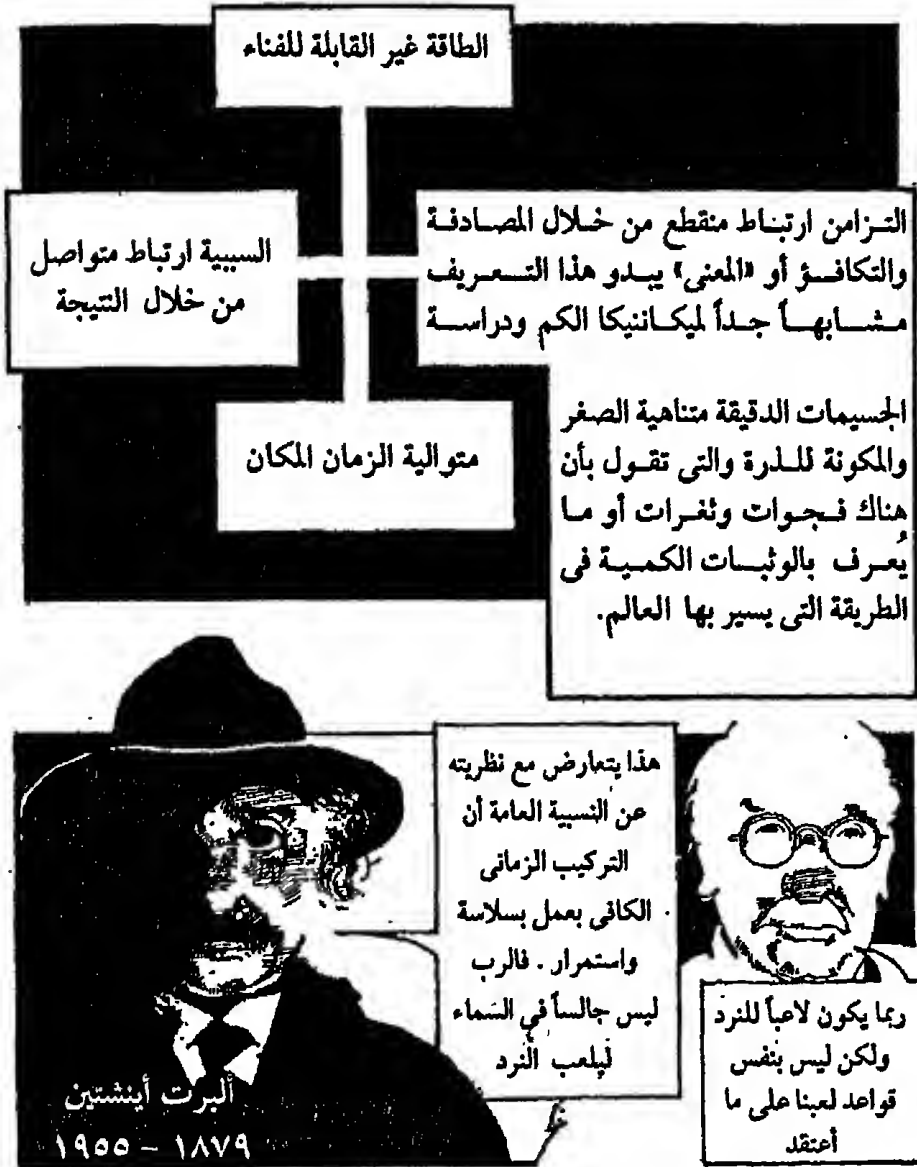 الطاقة غير القابلة للفناء
التزامن ارتباط منقطع من خلال المصادفة
والتكافؤ أو «المعنى» يبدو هذا التعريف
مشابهاً جداً لميكاننيكا الكم ودراسة
الجسيمات الدقيقة متناهية الصغر
والمكونة للذرة والتى تقول بأن
هناك فجوات وثغرات أو ما
يُعرف بالوثبات الكمية فى
الطريقة التى يسير بها العالم.
السببية ارتباط متواصل
من خلال النتيجة
متوالية الزمان المكان
هذا يتعارض مع نظريته
عن النسبية العامة أن
التركيب الزمانى
الكافى بعمل بسلاسة
واستمرار . فالرب
ليس جالساً في السماء
ليلعب النرد
ربما يكون لاعباً للنرد
ولكن ليس بنفس
قواعد لعبنا على ما
أعتقد
ألبرت أينشتين
١٨٧٩ – ١٩٥٥